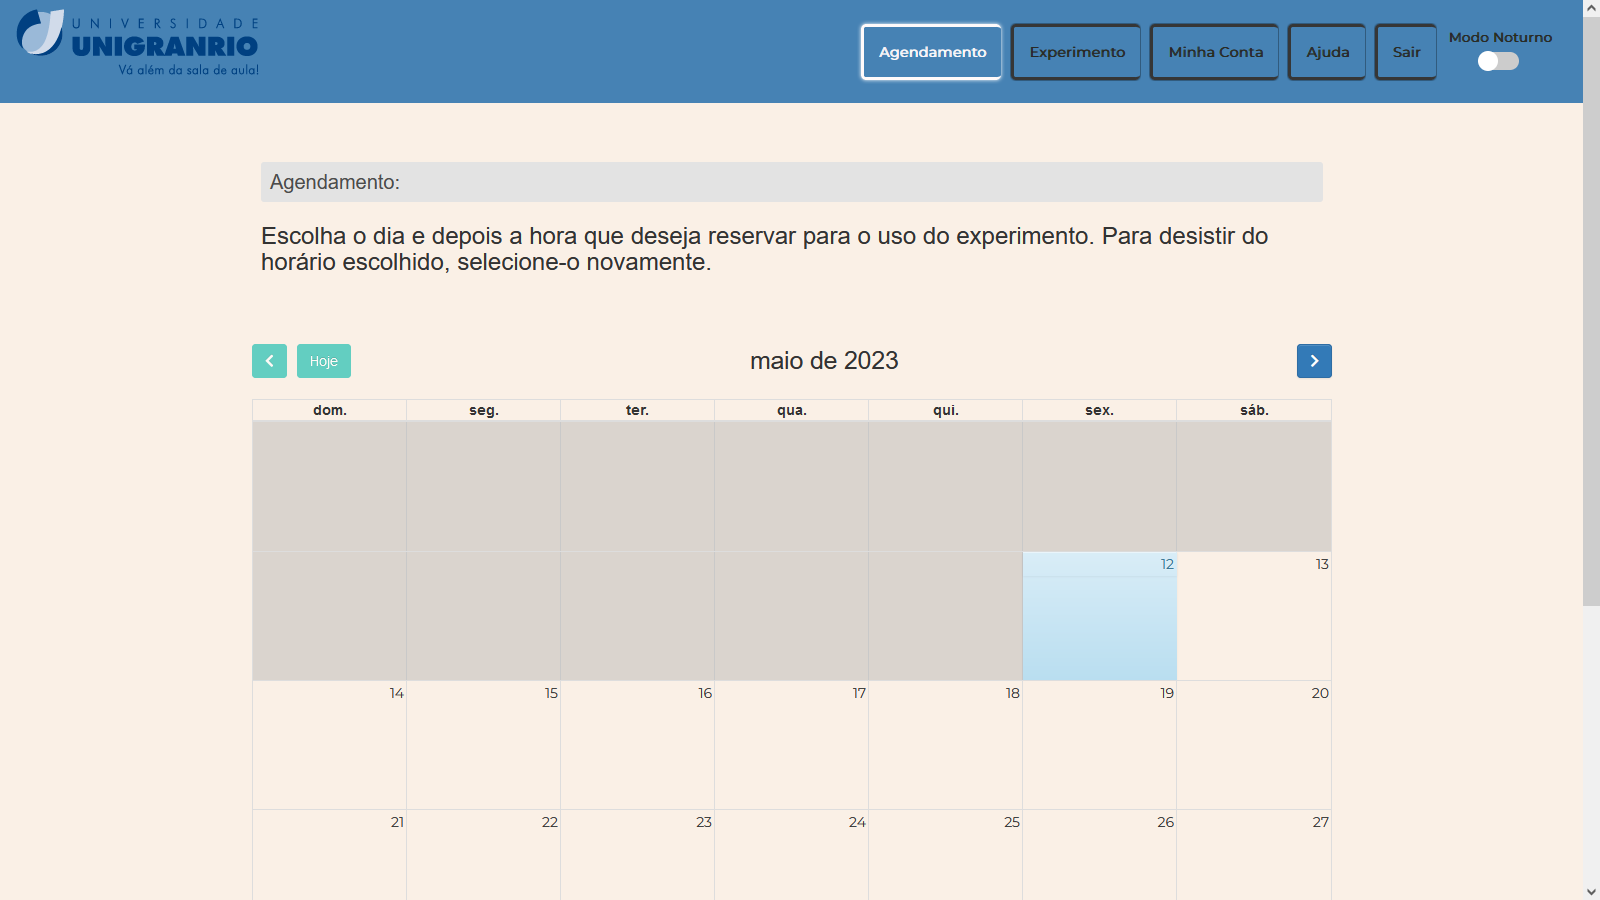 UNIVERSIDADE
UNIGRANRIO
Vá além da sala de aula!
Agendamento
Experimento
Minha Conta
Ajuda
Sair
Modo Noturno
Agendamento:
Escolha o dia e depois a hora que deseja reservar para o uso do experimento. Para desistir do
horário escolhido, selecione-o novamente.
Hoje
maio de 2023
dom. seg. ter. qua. qui. sex. sáb.
12 13
14 15 16 17 18 19 20
21 22 23 24 25 26 27